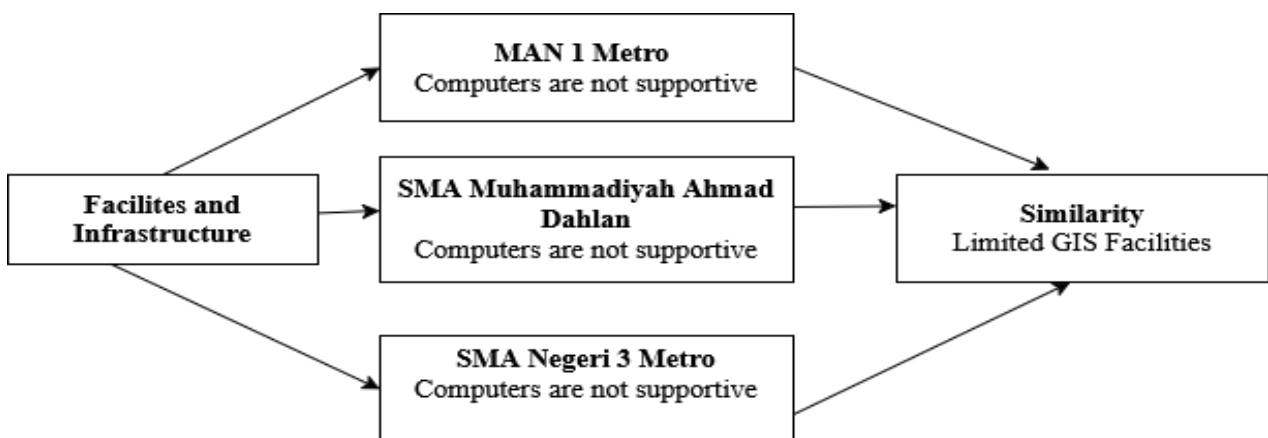 MAN 1 Metro
Computers are not supportive
SMA Muhammadiyah Ahmad
Dahlan
Computers are not supportive
Facilites and
Infrastructure
Similarity
Limited GIS Facilities
SMA Negeri 3 Metro
Computers are not supportive